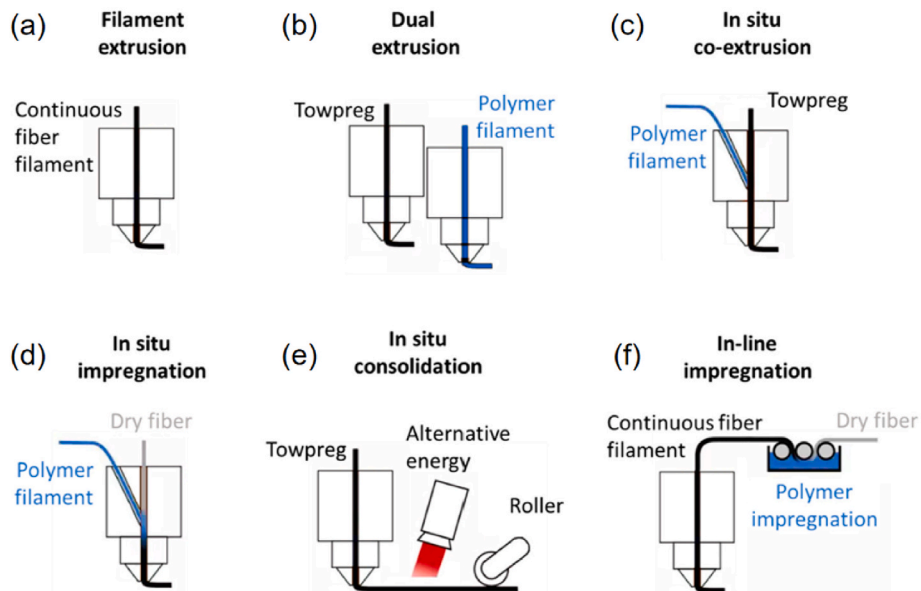 (a)
Filament
extrusion
Continuous
fiber
filament
(b)
Dual
extrusion
Towpreg
Polymer
filament
(c)
In situ
co-extrusion
Towpreg
Polymer
filament
(d)
In situ
impregnation
Dry fiber
Polymer
filament
(e)
In situ
consolidation
Towpreg
Alternative
energy
Roller
(f)
In-line
impregnation
Continuous fiber
filament
Dry fiber
Polymer
impregnation